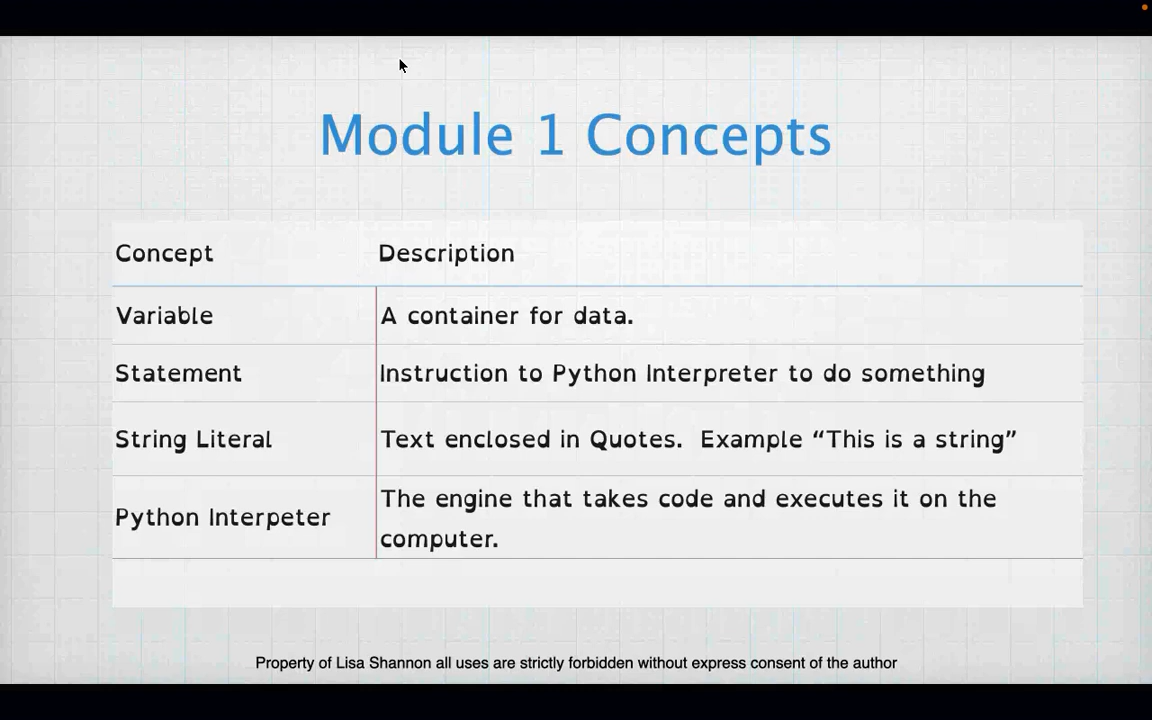 Module 1 Concepts
Concept Description
Variable A container for data.
Statement Instruction to Python Interpreter to do something
String Literal Text enclosed in Quotes.  Example “This is a string”
Python Interpeter The engine that takes code and executes it on the
computer.
Property of Lisa Shannon all uses are strictly forbidden without express consent of the author